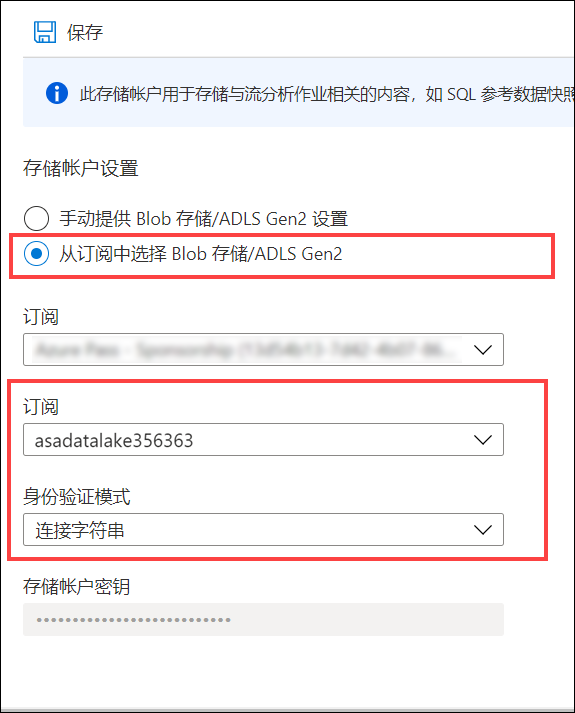 保存
此存储帐户用于存储与流分析作业相关的内容，如 SQL 参考数据快照
存储帐户设置
手动提供 Blob 存储/ADLS Gen2 设置
从订阅中选择 Blob 存储/ADLS Gen2
订阅
订阅
asadatalake356363
身份验证模式
连接字符串
存储帐户密钥